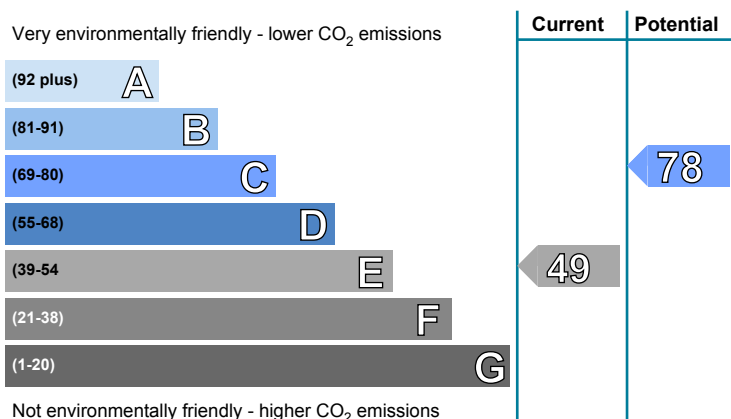 Very environmentally friendly - lower CO₂ emissions
Current
Potential
(92 plus) A
(81-91) B
(69-80) C
78
(55-68) D
(39-54 E
49
(21-38) F
(1-20) G
Not environmentally friendly - higher CO₂ emissions